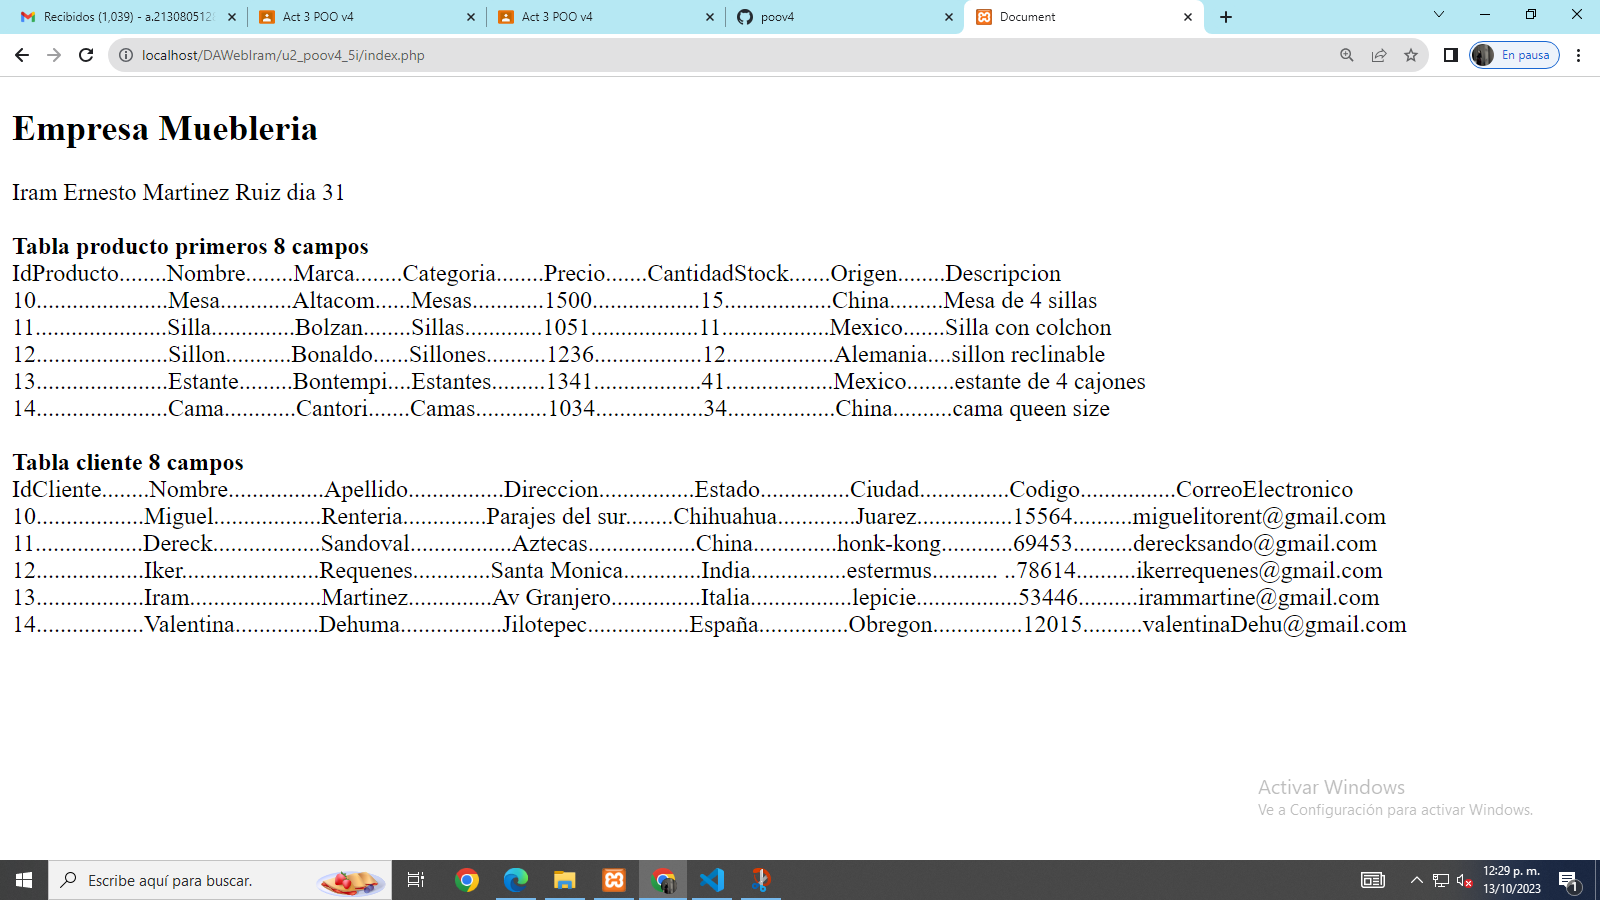 Recibidos (1,039) - a.213080512
Act 3 POO v4
Act 3 POO v4
poov4
Document
localhost/DAWebIram/u2_poov4_5i/index.php
En pausa
Empresa Muebleria
Iram Ernesto Martinez Ruiz dia 31
Tabla producto primeros 8 campos
IdProducto........Nombre........Marca........Categoria........Precio.......CantidadStock.......Origen........Descripcion
10......................Mesa............Altacom......Mesas............1500..................15..................China.........Mesa de 4 sillas
11......................Silla..............Bolzan........Sillas.............1051..................11..................Mexico.......Silla con colchon
12......................Sillon...........Bonaldo......Sillones..........1236..................12..................Alemania....sillon reclinable
13......................Estante.........Bontempi....Estantes.........1341..................41..................Mexico........estante de 4 cajones
14......................Cama............Cantori.......Camas............1034..................34..................China..........cama queen size
Tabla cliente 8 campos
IdCliente........Nombre................Apellido................Direccion................Estado...............Ciudad...............Codigo................CorreoElectronico
10..................Miguel..................Renteria..............Parajes del sur........Chihuahua.............Juarez................15564..........miguelitorent@gmail.com
11..................Dereck..................Sandoval.................Aztecas..................China..............honk-kong............69453..........derecksando@gmail.com
12..................Iker.......................Requenes.............Santa Monica.............India................estermus........... ..78614..........ikerrequenes@gmail.com
13..................Iram......................Martinez..............Av Granjero...............Italia.................lepicie.................53446..........irammartine@gmail.com
14..................Valentina..............Dehuma.................Jilotepec.................España...............Obregon...............12015..........valentinaDehu@gmail.com
Activar Windows
Ve a Configuración para activar Windows.
Escribe aquí para buscar.
12:29 p. m.
13/10/2023
1